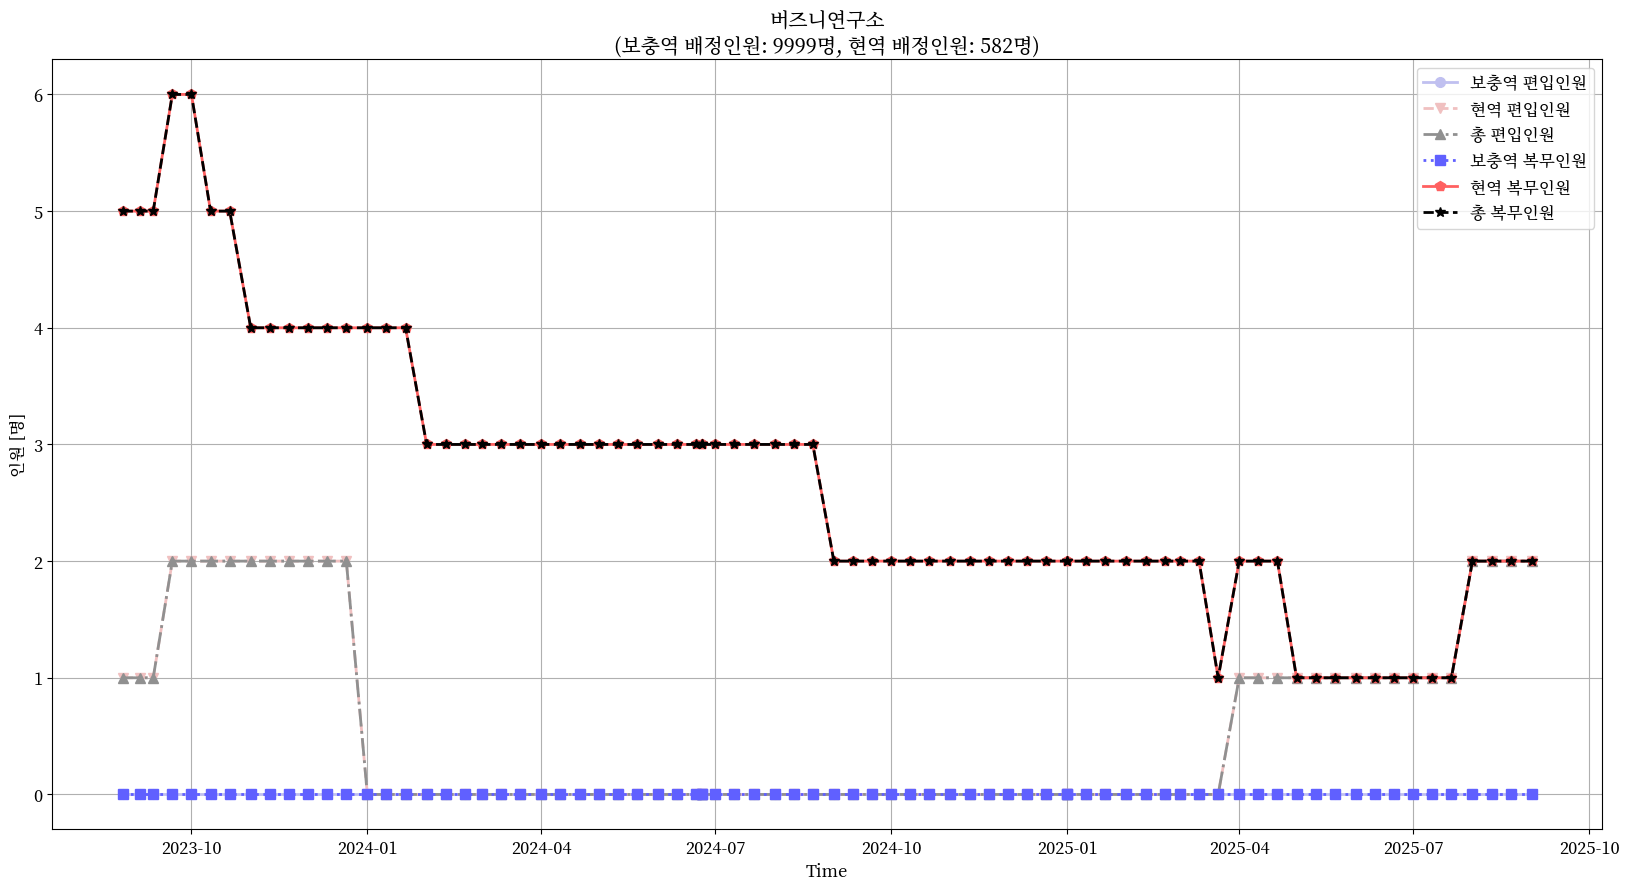 버즈니연구소
(보충역 배정인원: 9999명, 현역 배정인원: 582명)
보충역 편입인원
현역 편입인원
총 편입인원
보충역 복무인원
현역 복무인원
총 복무인원
인원 [명]
6
5
4
3
2
1
0
2023-10
2024-01
2024-04
2024-07
2024-10
2025-01
2025-04
2025-07
2025-10
Time